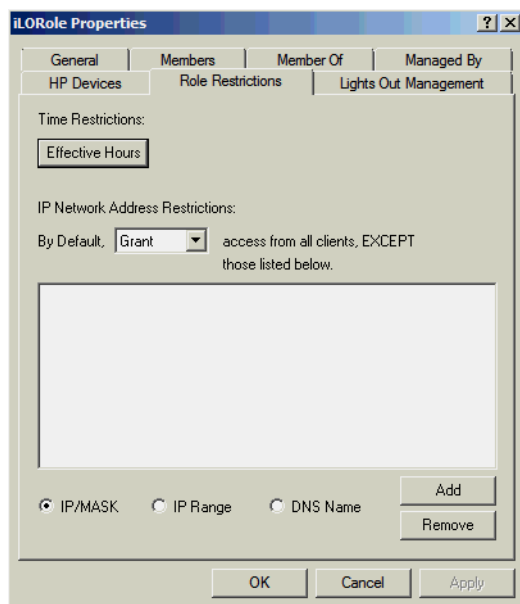 iLORole Properties
? X
General Members Member Of Managed By
HP Devices Role Restrictions Lights Out Management
Time Restrictions:
Effective Hours
IP Network Address Restrictions:
By Default, Grant access from all clients, EXCEPT
those listed below.
IP/MASK IP Range DNS Name
Add
Remove
OK Cancel Apply